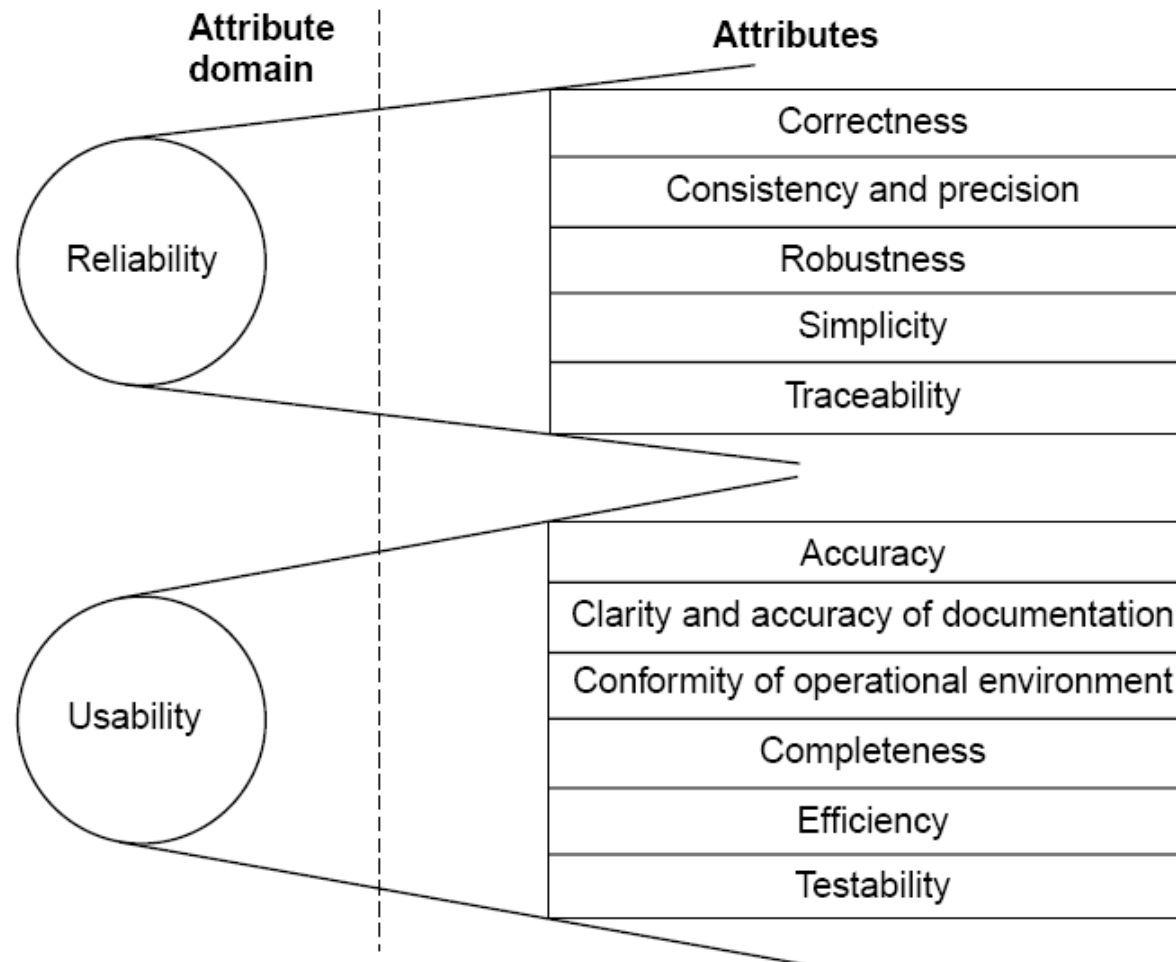 Attribute
domain
Attributes
Reliability
Correctness
Consistency and precision
Robustness
Simplicity
Traceability
Usability
Accuracy
Clarity and accuracy of documentation
Conformity of operational environment
Completeness
Efficiency
Testability